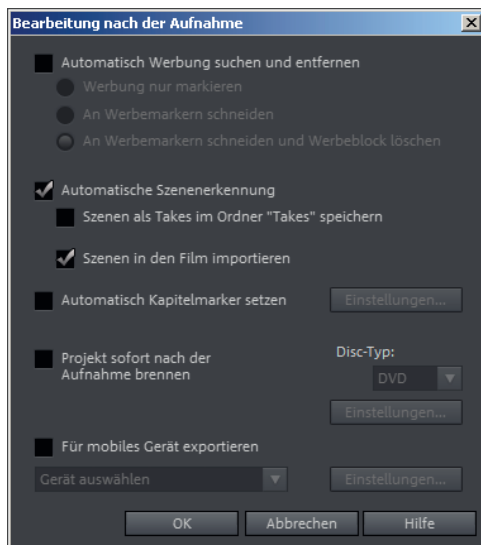 Bearbeitung nach der Aufnahme
Automatisch Werbung suchen und entfernen
Werbung nur markieren
An Werbemarkern schneiden
An Werbemarkern schneiden und Werbeblock löschen
Automatische Szenenerkennung
Szenen als Takes im Ordner "Takes" speichern
Szenen in den Film importieren
Automatisch Kapitelmarker setzen
Einstellungen...
Projekt sofort nach der
Aufnahme brennen
Disc-Typ:
DVD
Einstellungen...
Für mobiles Gerät exportieren
Gerät auswählen
Einstellungen...
OK
Abbrechen
Hilfe